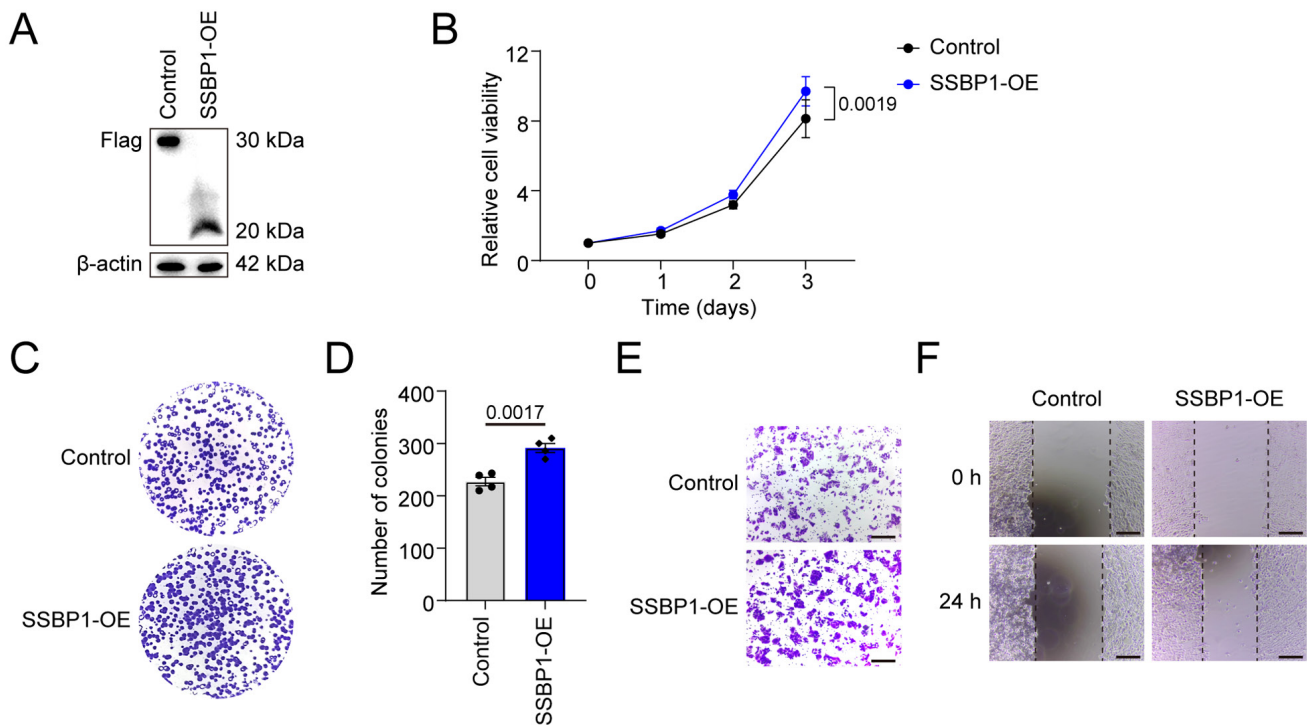 A
Control
SSBP1-OE
Flag
30 kDa
20 kDa
β-actin
42 kDa
B
Relative cell viability
12
8
4
0
0 1 2 3
Time (days)
Control
SSBP1-OE
0.0019
C
Control
SSBP1-OE
D
Number of colonies
400
300
200
100
0
0.0017
Control
SSBP1-OE
E
Control
SSBP1-OE
F
Control SSBP1-OE
0 h
24 h